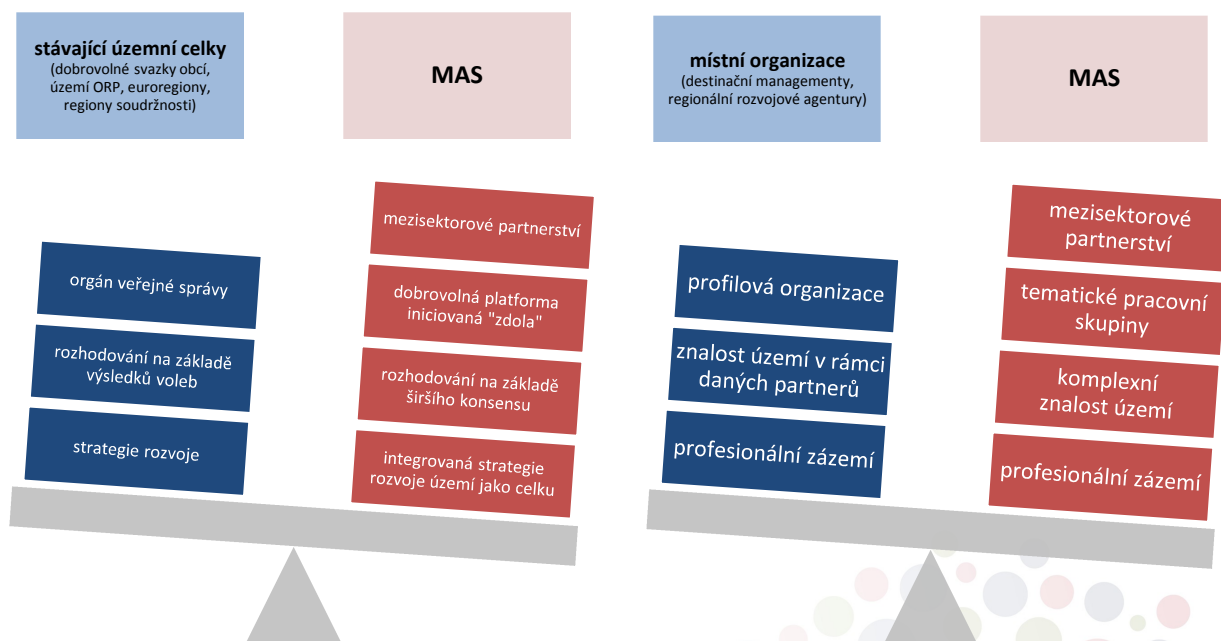 stávající územní celky
(dobrovolné svazky obcí,
území ORP, euroregiony,
regiony soudržnosti)
MAS
mezisektorové partnerství
orgán veřejné správy
dobrovolná platforma
iniciovaná "zdola"
rozhodování na základě
výsledků voleb
rozhodování na základě
širšího konsensu
strategie rozvoje
integrovaná strategie
rozvoje území jako celku
místní organizace
(destinační managementy,
regionální rozvojové agentury)
MAS
mezisektorové
partnerství
profilová organizace
tematické pracovní
skupiny
znalost území v rámci
daných partnerů
komplexní
znalost území
profesionální zázemí
profesionální zázemí